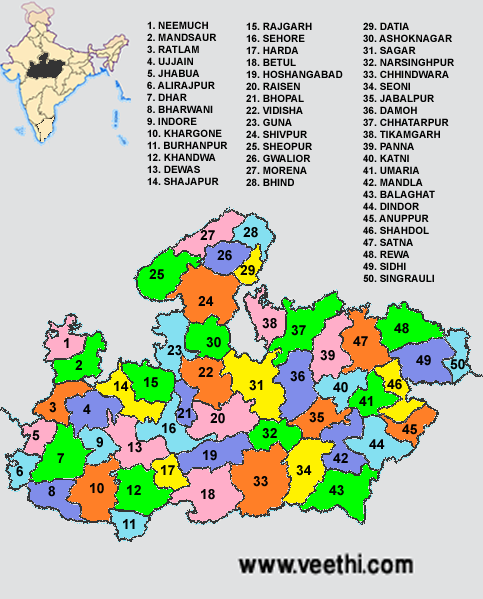 1. NEEMUCH
2. MANDSAUR
3. RATLAM
4. UJJAIN
5. JHABUA
6. ALIRAJPUR
7. DHAR
8. BHARWANI
9. INDORE
10. KHARGONE
11. BURHANPUR
12. KHANDWA
13. DEWAS
14. SHAJAPUR
15. RAJGARH
16. SEHORE
17. HARDA
18. BETUL
19. HOSHANGABAD
20. RAISEN
21. BHOPAL
22. VIDISHA
23. GUNA
24. SHIVPUR
25. SHEOPUR
26. GWALIOR
27. MORENA
28. BHIND
29. DATIA
30. ASHOKNAGAR
31. SAGAR
32. NARSINGHPUR
33. CHHINDWARA
34. SEONI
35. JABALPUR
36. DAMOH
37. CHHATARPUR
38. TIKAMGARH
39. PANNA
40. KATNI
41. UMARIA
42. MANDLA
43. BALAGHAT
44. DINDOR
45. ANUPPUR
46. SHAHDOL
47. SATNA
48. REWA
49. SIDHI
50. SINGRAULI
27
28
26
29
25
24
38
37
48
47
1
23
30
39
49
50
2
22
36
14
15
31
40
46
41
3
4
21
20
35
45
5
16
32
9
13
44
7
19
42
6
17
34
8
10
12
18
33
43
11
www.veethi.com